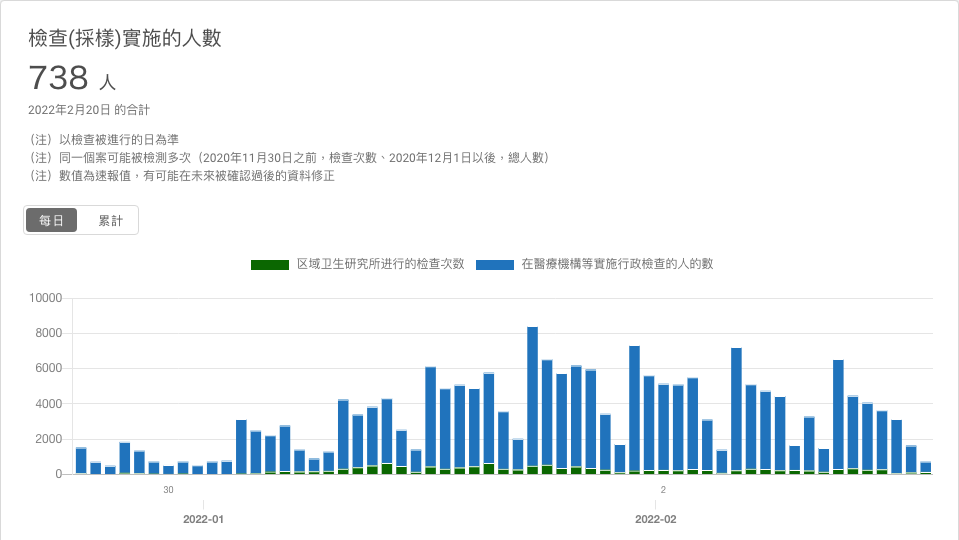 檢查(採樣)實施的人數
738 人
2022年2月20日 的合計
（注）以檢查被進行的日為準
（注）同一個案可能被檢測多次（2020年11月30日之前，檢查次數、2020年12月1日以後，總人數）
（注）數值為速報值，有可能在未來被確認過後的資料修正
每日 累計
区域卫生研究所进行的检查次数 在醫療機構等實施行政檢查的人的數
10000
8000
6000
4000
2000
0
30 2
2022-01 2022-02